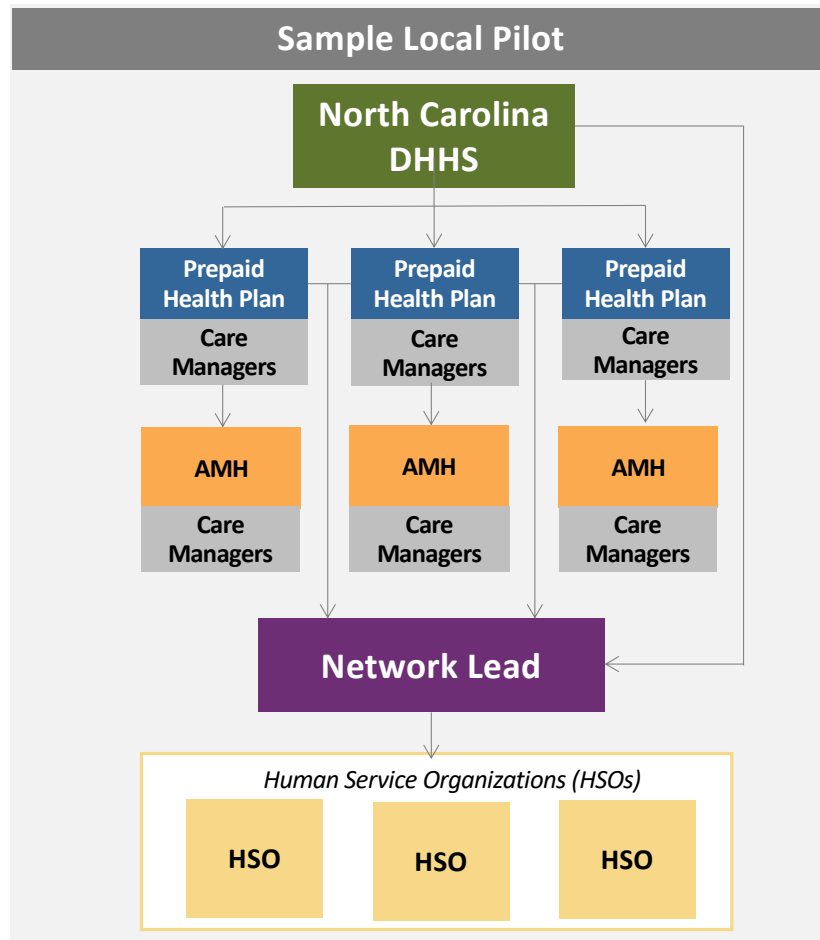 Sample Local Pilot
North Carolina
DHHS
Prepaid
Health Plan
Prepaid
Health Plan
Prepaid
Health Plan
Care
Managers
Care
Managers
Care
Managers
AMH
AMH
AMH
Care
Managers
Care
Managers
Care
Managers
Network Lead
Human Service Organizations (HSOs)
HSO
HSO
HSO